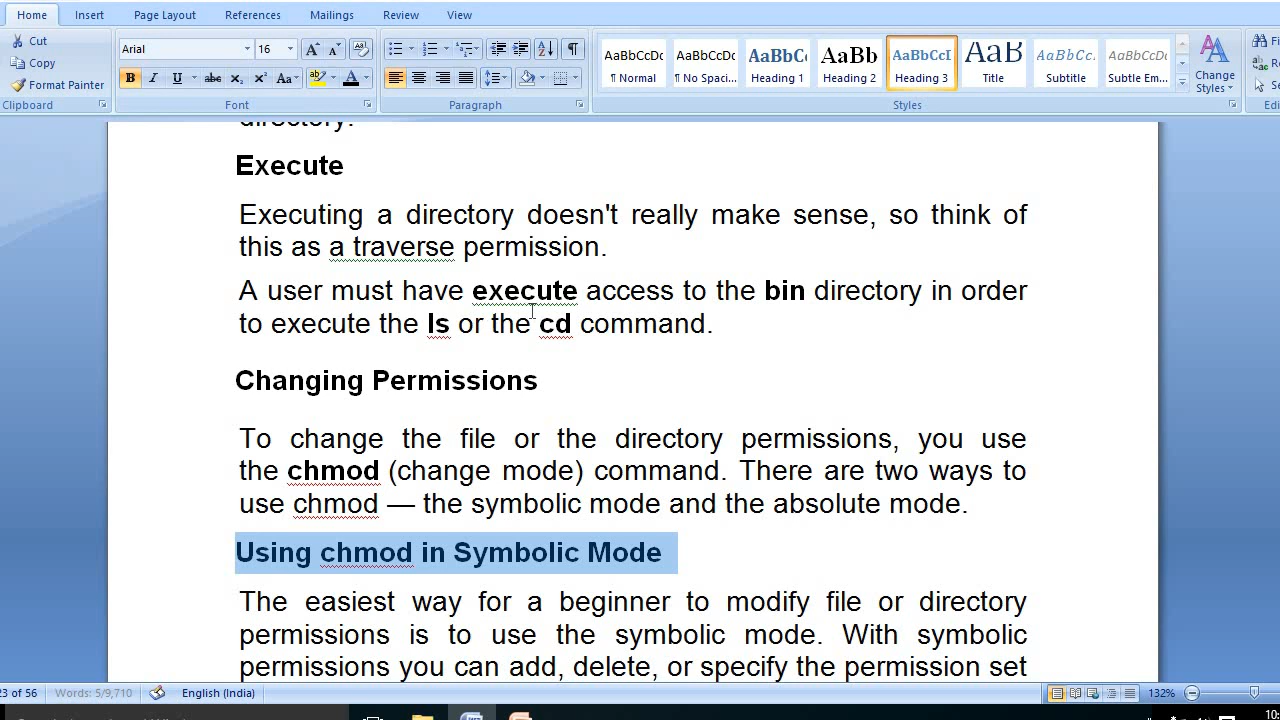 Home Insert Page Layout References Mailings Review View
Cut
Copy
Format Painter
Clipboard
Arial 16
Font
Paragraph
AaBbCcDc AaBbCcDc AaBbC AaBb AaBbCcI AaB AaBbCc. AaBbCcDc
¶ Normal ¶ No Spaci... Heading 1 Heading 2 Heading 3 Title Subtitle Subtle Em...
Change
Styles
Styles
directory.
Execute
Executing a directory doesn't really make sense, so think of
this as a traverse permission.
A user must have execute access to the bin directory in order
to execute the ls or the cd command.
Changing Permissions
To change the file or the directory permissions, you use
the chmod (change mode) command. There are two ways to
use chmod — the symbolic mode and the absolute mode.
Using chmod in Symbolic Mode
The easiest way for a beginner to modify file or directory
permissions is to use the symbolic mode. With symbolic
permissions you can add, delete, or specify the permission set
23 of 56 Words: 5/9,710 English (India) 132%